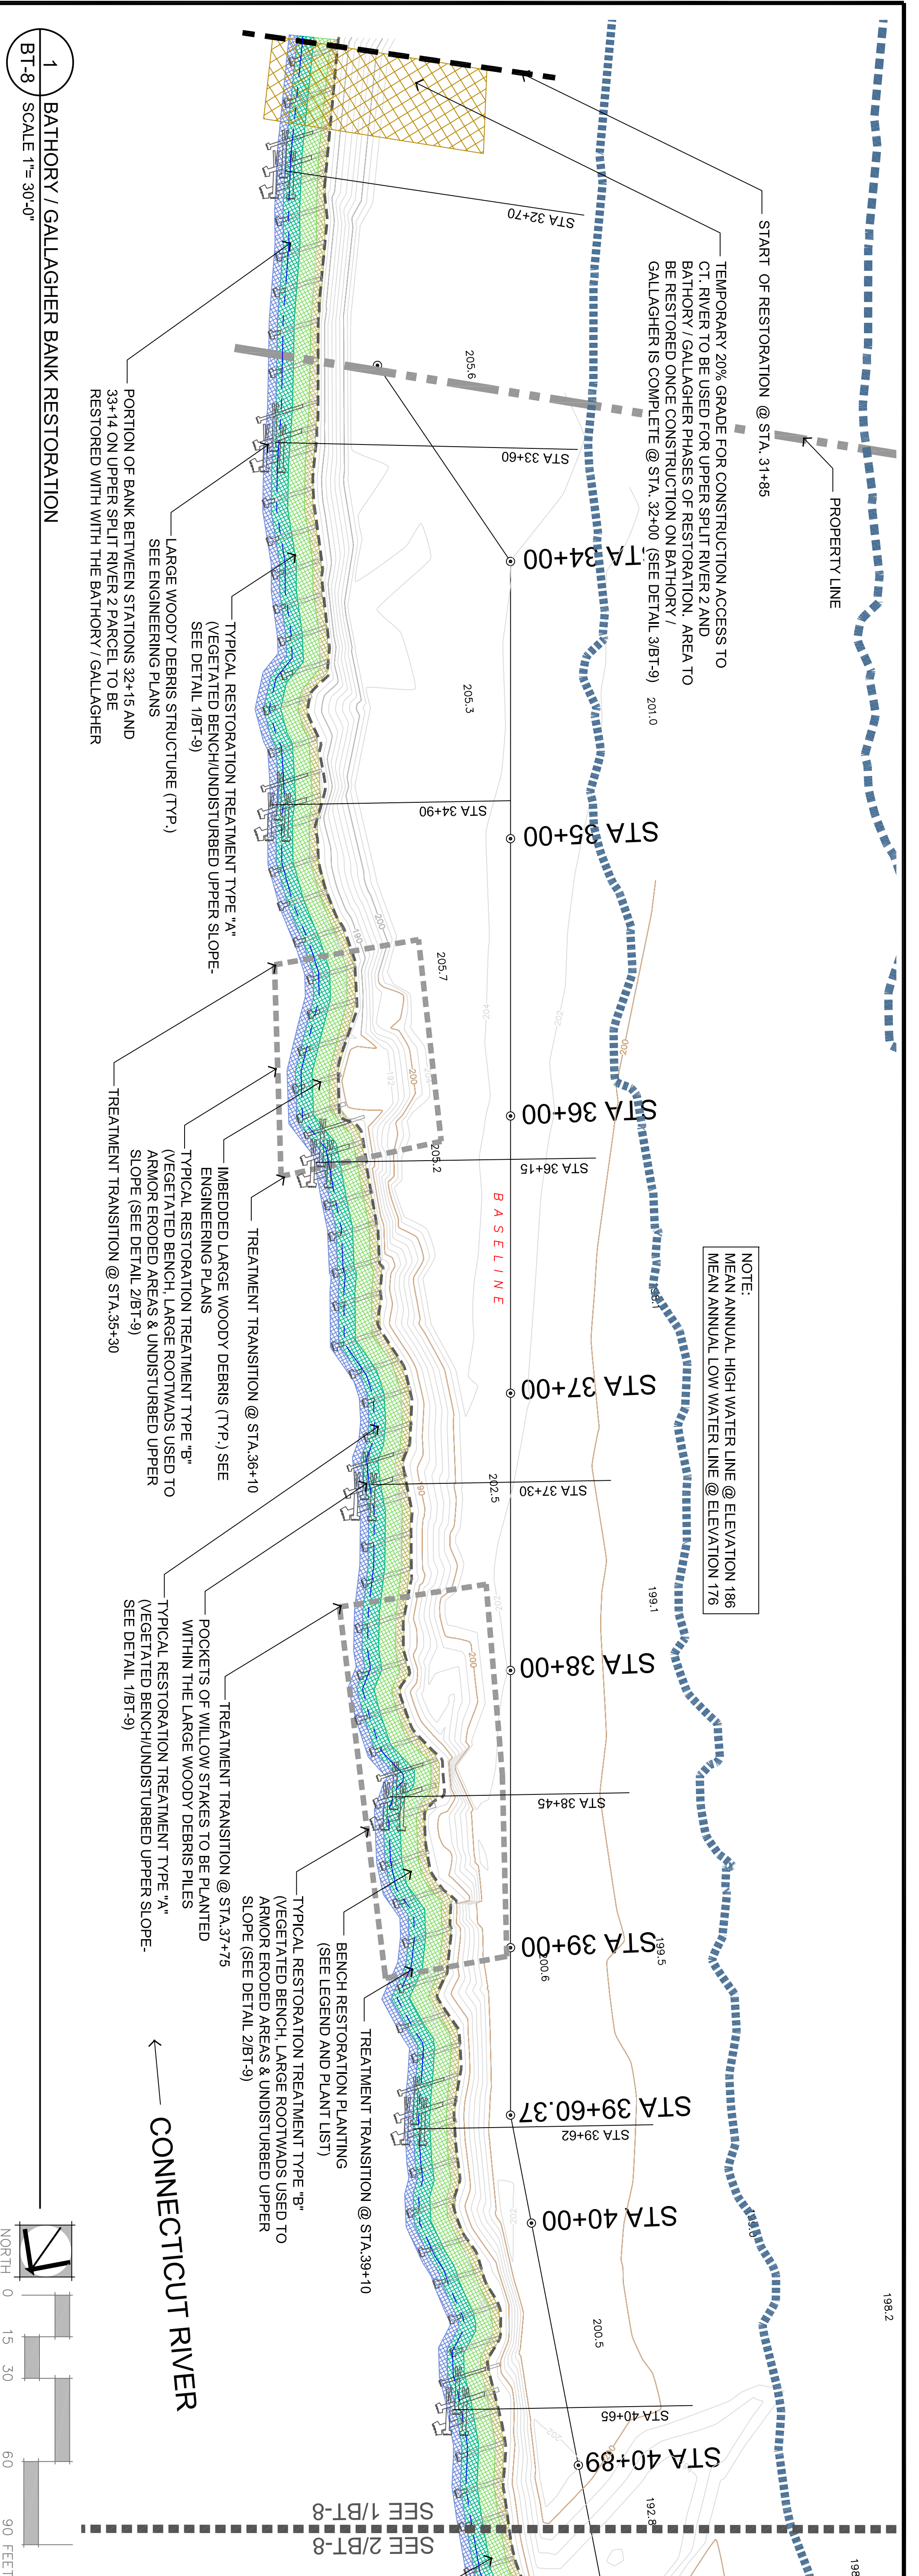 START OF RESTORATION @ STA. 31+85
PROPERTY LINE
TEMPORARY 20% GRADE FOR CONSTRUCTION ACCESS TO
CT. RIVER TO BE USED FOR UPPER SPLIT RIVER 2 AND
BATHORY / GALLAGHER PHASES OF RESTORATION. AREA TO
BE RESTORED ONCE CONSTRUCTION ON BATHORY /
GALLAGHER IS COMPLETE @ STA. 32+00 (SEE DETAIL 3/BT-9)
NOTE:
MEAN ANNUAL HIGH WATER LINE @ ELEVATION 186
MEAN ANNUAL LOW WATER LINE @ ELEVATION 176
201.0
199.1
199.5
198.2
192.8
198
STA 34+00
STA 35+00
STA 36+00
STA 37+00
STA 38+00
STA 39+00
STA 39+60.37
STA 40+00
STA 40+89
STA 32+70
STA 33+60
STA 34+90
STA 36+15
STA 37+30
STA 38+45
STA 39+62
STA 40+65
205.6
205.3
205.7
205.2
202.5
200.6
200.5
BASELINE
204
202
200
200
190
200
192
190
202
200
202
202
PORTION OF BANK BETWEEN STATIONS 32+15 AND
33+14 ON UPPER SPLIT RIVER 2 PARCEL TO BE
RESTORED WITH WITH THE BATHORY / GALLAGHER
LARGE WOODY DEBRIS STRUCTURE (TYP.)
SEE ENGINEERING PLANS
TYPICAL RESTORATION TREATMENT TYPE "A"
(VEGETATED BENCH/UNDISTURBED UPPER SLOPE-
SEE DETAIL 1/BT-9)
TREATMENT TRANSITION @ STA.35+30
TYPICAL RESTORATION TREATMENT TYPE "B"
(VEGETATED BENCH, LARGE ROOTWADS USED TO
ARMOR ERODED AREAS & UNDISTURBED UPPER
SLOPE (SEE DETAIL 2/BT-9)
IMBEDDED LARGE WOODY DEBRIS (TYP.) SEE
ENGINEERING PLANS
TREATMENT TRANSITION @ STA.36+10
TYPICAL RESTORATION TREATMENT TYPE "A"
(VEGETATED BENCH/UNDISTURBED UPPER SLOPE-
SEE DETAIL 1/BT-9)
POCKETS OF WILLOW STAKES TO BE PLANTED
WITHIN THE LARGE WOODY DEBRIS PILES
TREATMENT TRANSITION @ STA.37+75
TYPICAL RESTORATION TREATMENT TYPE "B"
(VEGETATED BENCH, LARGE ROOTWADS USED TO
ARMOR ERODED AREAS & UNDISTURBED UPPER
SLOPE (SEE DETAIL 2/BT-9)
BENCH RESTORATION PLANTING
(SEE LEGEND AND PLANT LIST)
TREATMENT TRANSITION @ STA.39+10
CONNECTICUT RIVER
SEE 1/BT-8
SEE 2/BT-8
1
BT-8
BATHORY / GALLAGHER BANK RESTORATION
SCALE 1"= 30'-0"
NORTH
0 15 30 60 90 FEET